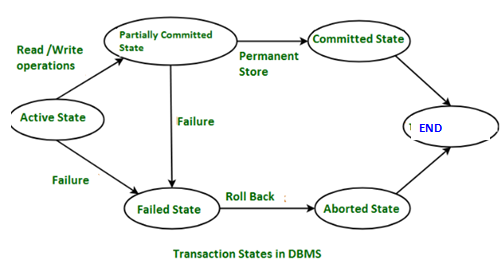 Partially Committed
State
Committed State
Read /Write
operations
Permanent
Store
Active State
Failure
END
Failure
Roll Back
Failed State
Aborted State
Transaction States in DBMS